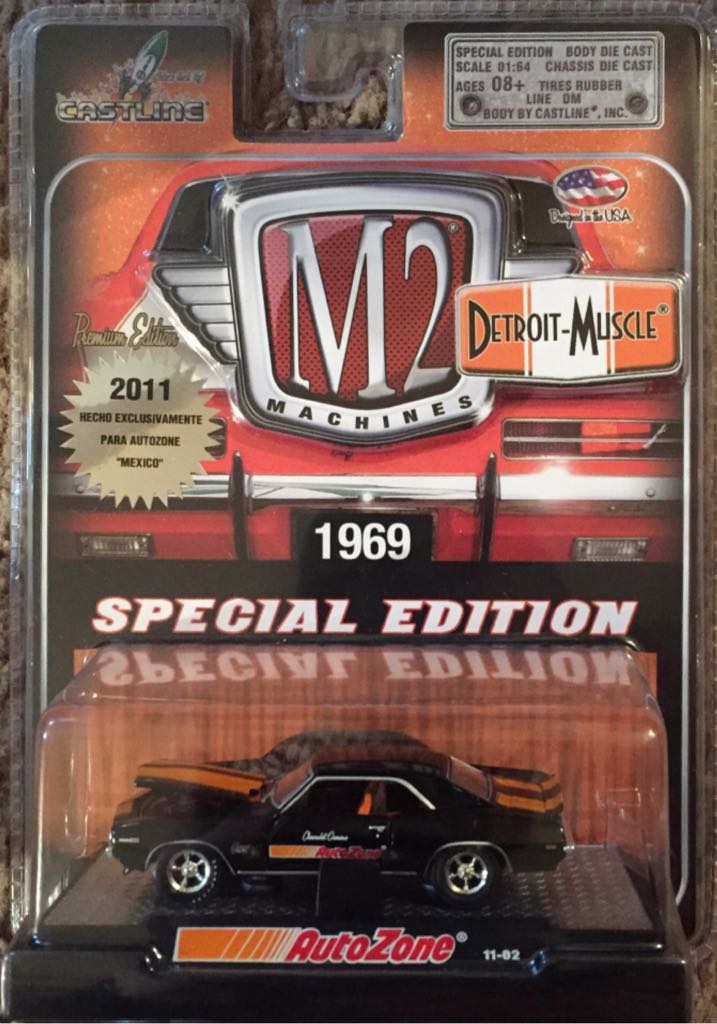 CASTLINE®
SPECIAL EDITION BODY DIE CAST
SCALE 01:64 CHASSIS DIE CAST
AGES 08+ TIRES RUBBER
LINE DM
BODY BY CASTLINE®, INC.
Designed in the USA
M2®
MACHINES
DETROIT-MUSCLE®
Premium Edition
2011
HECHO EXCLUSIVAMENTE
PARA AUTOZONE
"MEXICO"
1969
SPECIAL EDITION
Chevrolet Camaro
AutoZone
AutoZone® 11-02